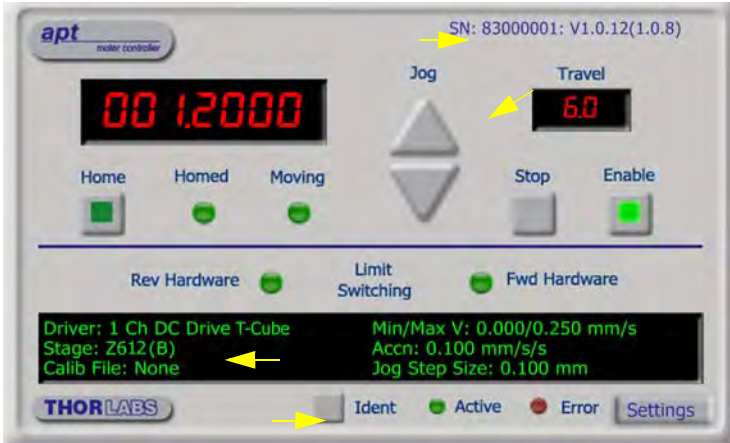 apt
motor controller
SN: 83000001: V1.0.12(1.0.8)
Jog
Travel
001.2000
6.0
Home
Homed
Moving
Stop
Enable
Rev Hardware
Limit
Switching
Fwd Hardware
Driver: 1 Ch DC Drive T-Cube
Stage: Z612(B)
Calib File: None
Min/Max V: 0.000/0.250 mm/s
Accn: 0.100 mm/s/s
Jog Step Size: 0.100 mm
THORLABS
Ident
Active
Error
Settings